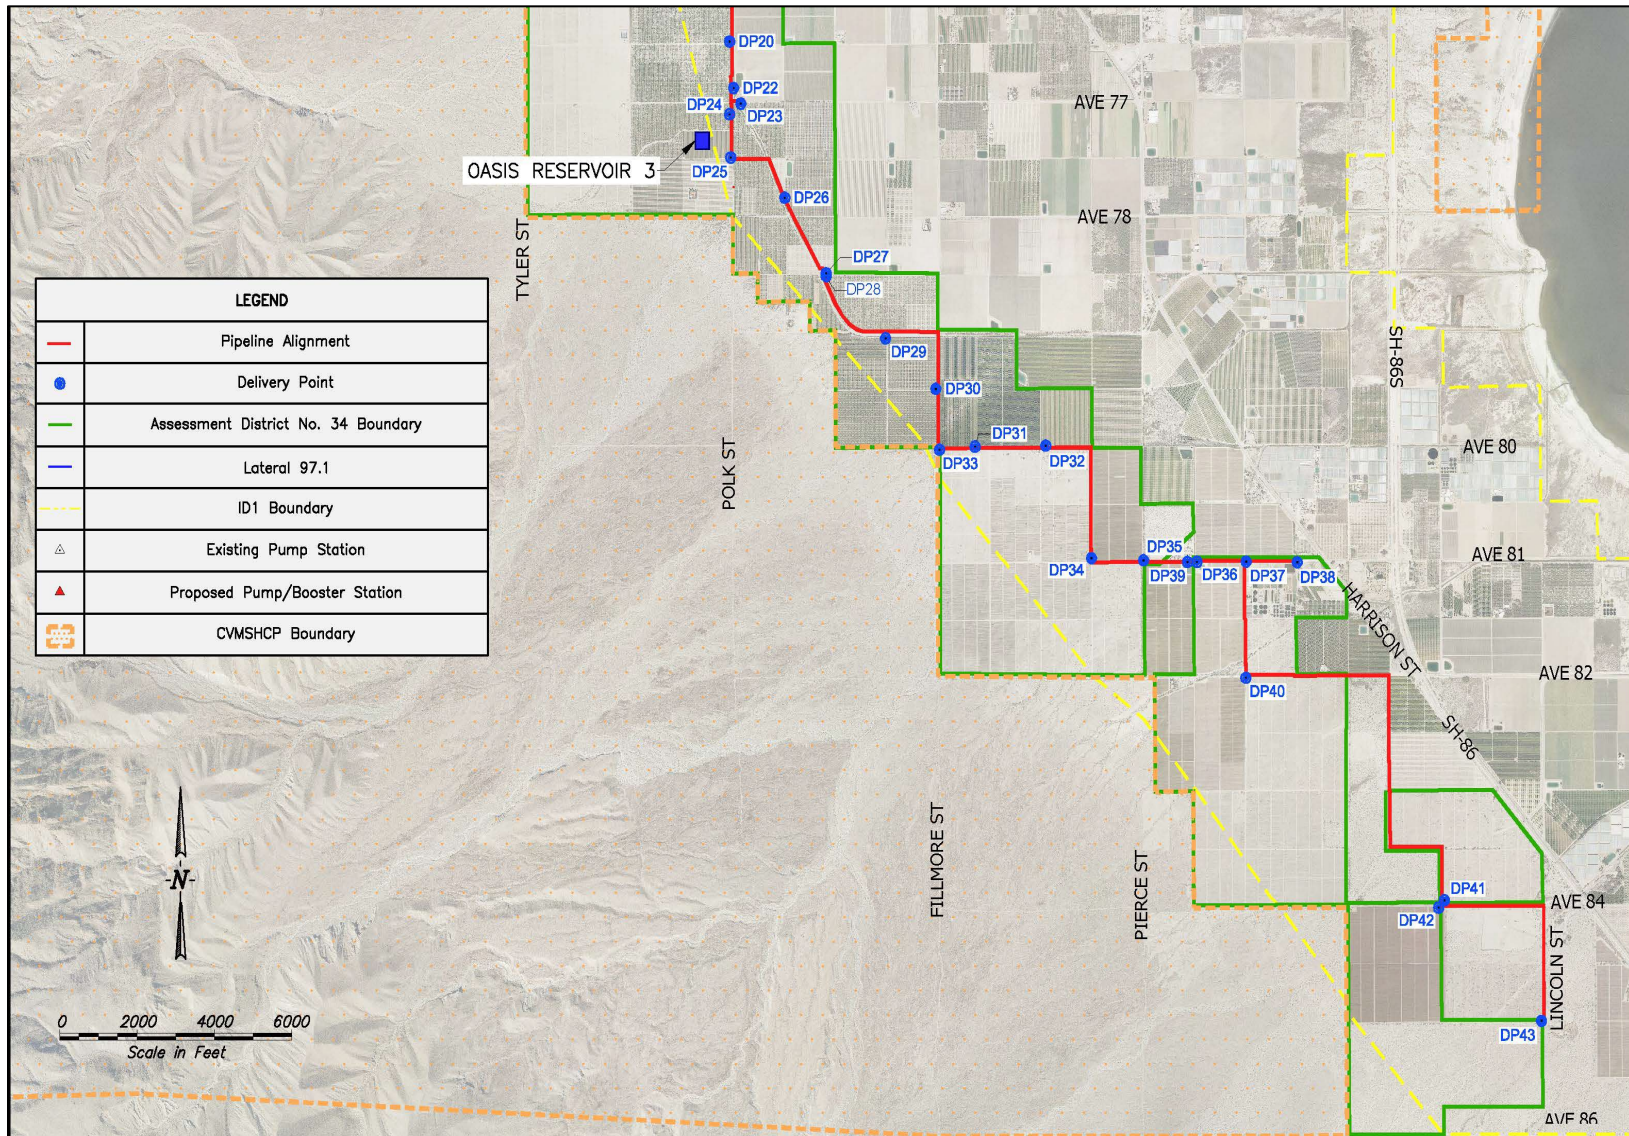 DP20
DP22
DP24
DP23
AVE 77
OASIS RESERVOIR 3
DP25
DP26
AVE 78
TYLER ST
DP27
DP28
LEGEND
Pipeline Alignment
Delivery Point
Assessment District No. 34 Boundary
Lateral 97.1
ID1 Boundary
Existing Pump Station
Proposed Pump/Booster Station
CVMSHCP Boundary
DP29
SH-86S
DP30
DP31
DP32
DP33
AVE 80
POLK ST
DP34
DP35
DP39
DP36
DP37
DP38
AVE 81
HARRISON ST
AVE 82
DP40
SH-86
FILLMORE ST
PIERCE ST
DP41
DP42
AVE 84
LINCOLN ST
DP43
AVE 86
-N-
0 2000 4000 6000
Scale in Feet